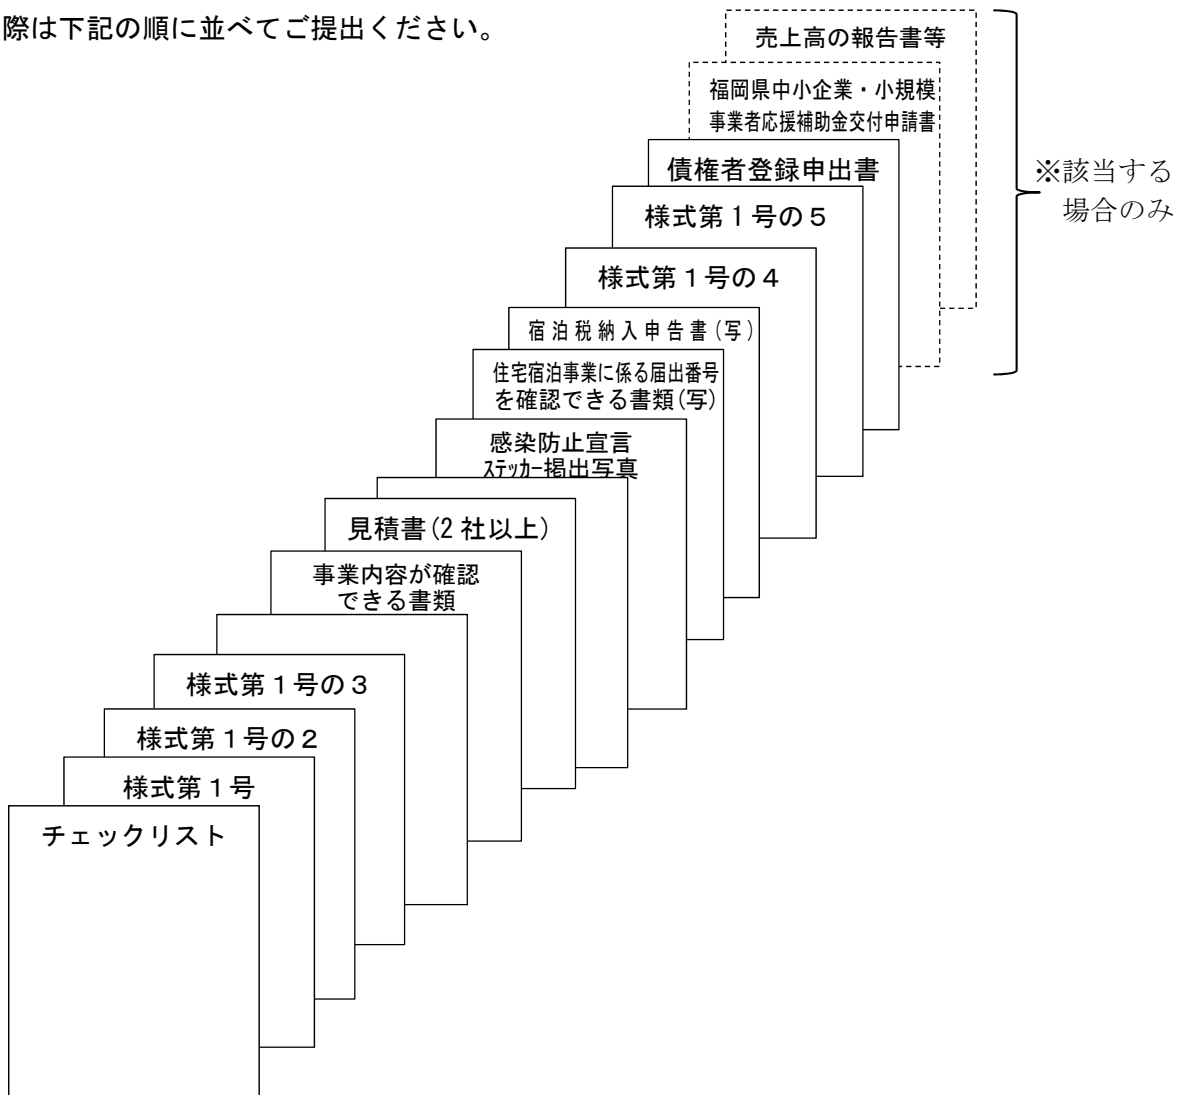 際は下記の順に並べてご提出ください。
売上高の報告書等
福岡県中小企業・小規模
事業者応援補助金交付申請書
※該当する
場合のみ
債権者登録申出書
様式第１号の５
様式第１号の４
宿泊税納入申告書(写)
住宅宿泊事業に係る届出番号
を確認できる書類(写)
感染防止宣言
ｽﾃｯｶｰ掲出写真
見積書(2 社以上)
事業内容が確認
できる書類
様式第１号の３
様式第１号の２
様式第１号
チェックリスト